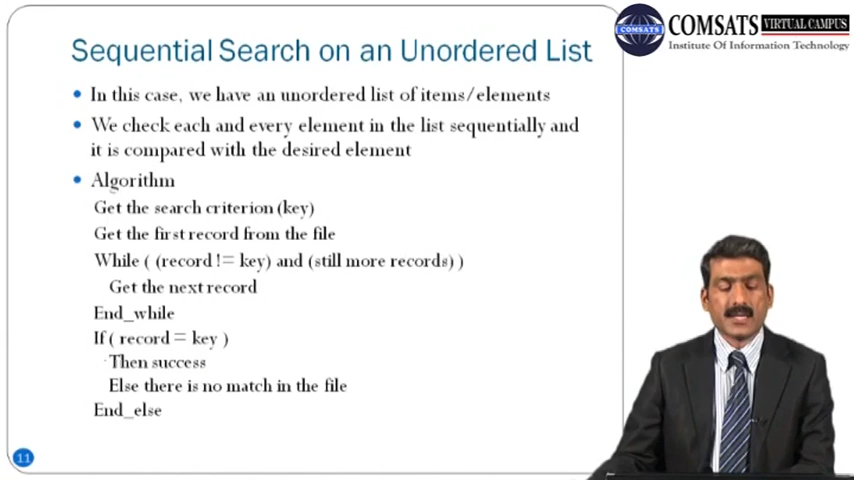 COMSATS
COMSATS VIRTUAL CAMPUS
Institute Of Information Technology
Sequential Search on an Unordered List
• In this case, we have an unordered list of items/elements
• We check each and every element in the list sequentially and
it is compared with the desired element
• Algorithm
Get the search criterion (key)
Get the first record from the file
While ( (record != key) and (still more records) )
Get the next record
End_while
If ( record = key )
Then success
Else there is no match in the file
End_else
11